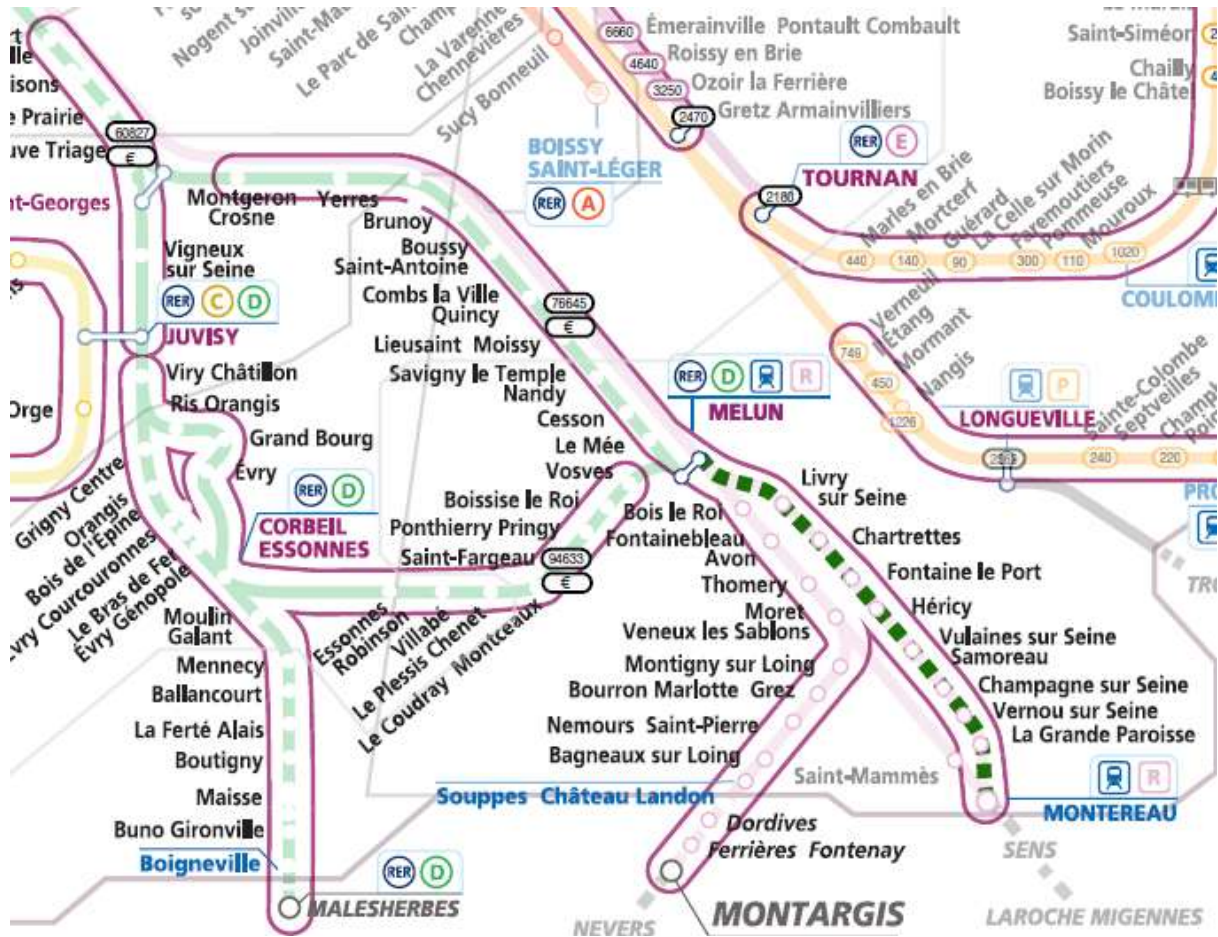 Joinville
Le Parc de Sain
La Varenne
Chennevières
Sucy Bonneuil
6660
Émerainville Pontault Combault
4640
Roissy en Brie
3250
Ozoir la Ferrière
2470
Gretz Armainvilliers
Saint-Siméon
Chailly
Boissy le Châtel
isons
Prairie
60827
€
uve Triage
nt-Georges
BOISSY
SAINT-LÉGER
RER A
RER E
TOURNAN
2180
Montgeron
Crosne
Yerres
Brunoy
Boussy
Saint-Antoine
Combs la Ville
Quincy
Lieusaint Moissy
Savigny le Temple
Nandy
Cesson
Le Mée
Vosves
Boissise le Roi
Ponthierry Pringy
Saint-Fargeau
76645
€
94633
€
Marles en Brie
Mortcerf
Guérard
La Celle sur Morin
Faremoutiers
Pommeuse
Mouroux
440
140
90
300
110
1020
COULOMM
Vigneux
sur Seine
RER C D
JUVISY
Viry Châtillon
Ris Orangis
Orge
Grand Bourg
Évry
RER D
CORBEIL
ESSONNES
Grigny Centre
Orangis
Bois de l'Épine
Évry Courcouronnes
Le Bras de Fer
Évry Génopole
Verneuil
l'Étang
Mormant
Nangis
749
450
1226
P
LONGUEVILLE
Sainte-Colombe
Septveilles
Champ
240
220
PRO
TRO
RER D R
MELUN
Livry
sur Seine
Chartrettes
Fontaine le Port
Héricy
Vulaines sur Seine
Samoreau
Champagne sur Seine
Vernou sur Seine
La Grande Paroisse
R
MONTEREAU
Saint-Mammès
SENS
LAROCHE MIGENNES
Bois le Roi
Fontainebleau
Avon
Thomery
Moret
Veneux les Sablons
Montigny sur Loing
Bourron Marlotte Grez
Nemours Saint-Pierre
Bagneaux sur Loing
Souppes Château Landon
Dordives
Ferrières Fontenay
MONTARGIS
NEVERS
Essonnes
Robinson
Villabé
Le Plessis Chenet
Le Coudray Montceaux
Moulin
Galant
Mennecy
Ballancourt
La Ferté Alais
Boutigny
Maisse
Buno Gironville
Boigneville
RER D
MALESHERBES